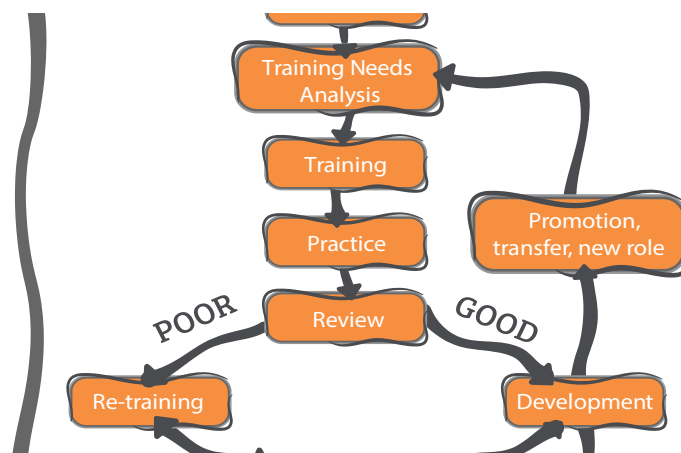 Training Needs
Analysis
Training
Promotion,
transfer, new role
Practice
POOR
GOOD
Review
Re-training
Development